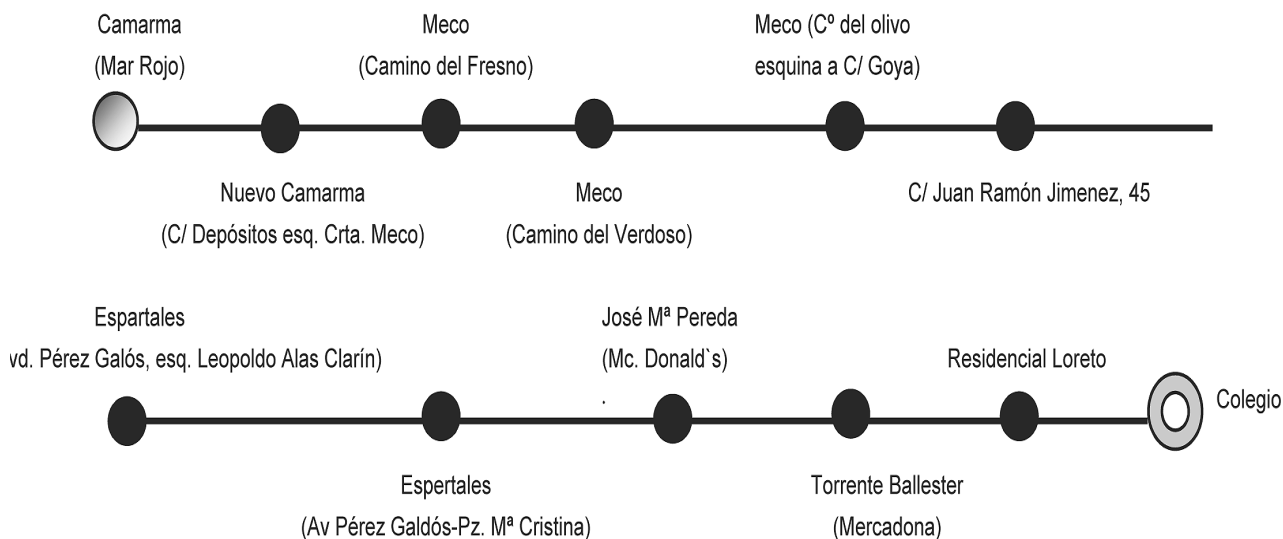 Camarma
(Mar Rojo)
Meco
(Camino del Fresno)
Meco (Cº del olivo
esquina a C/ Goya)
Nuevo Camarma
(C/ Depósitos esq. Crta. Meco)
Meco
(Camino del Verdoso)
C/ Juan Ramón Jimenez, 45
Espartales
vd. Pérez Galós, esq. Leopoldo Alas Clarín)
José Mª Pereda
(Mc. Donald`s)
.
Residencial Loreto
Colegio
Espertales
(Av Pérez Galdós-Pz. Mª Cristina)
Torrente Ballester
(Mercadona)